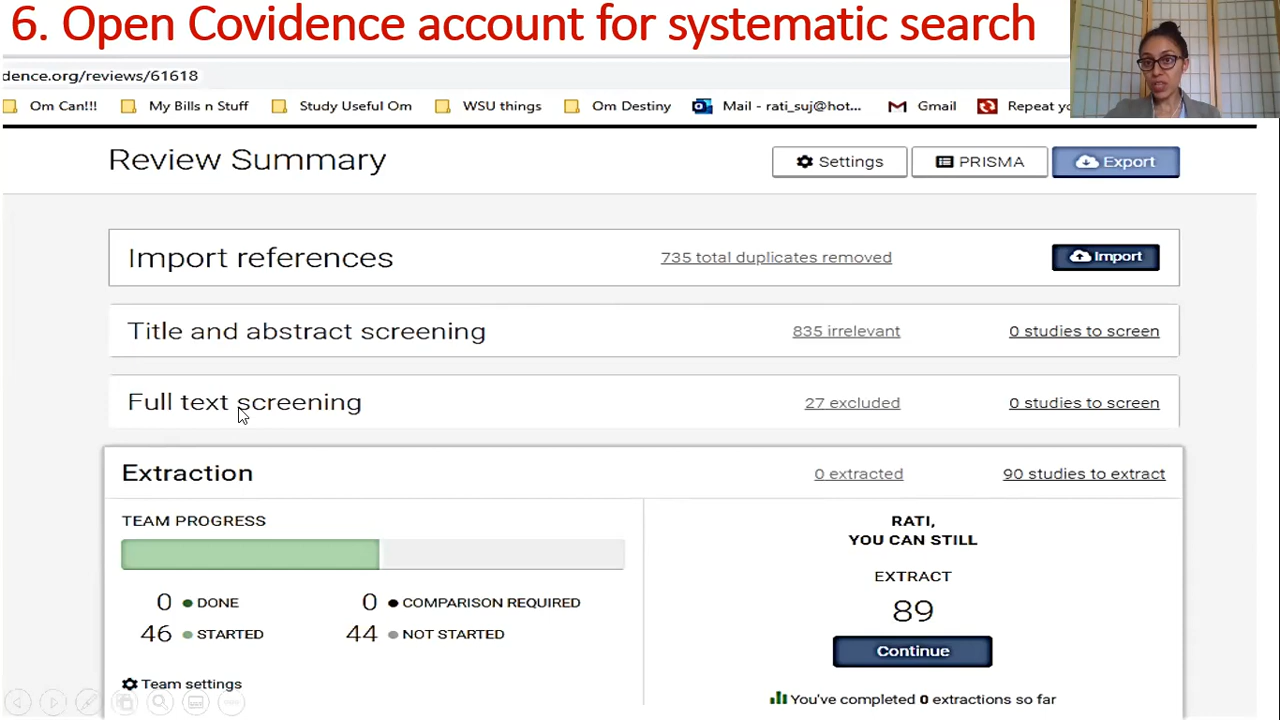 6. Open Covidence account for systematic search
dence.org/reviews/61618
Om Can!!! My Bills n Stuff Study Useful Om WSU things Om Destiny Mail - rati_suj@hot... Gmail Repeat yo
Review Summary Settings PRISMA Export
Import references 735 total duplicates removed Import
Title and abstract screening 835 irrelevant 0 studies to screen
Full text screening 27 excluded 0 studies to screen
Extraction 0 extracted 90 studies to extract
TEAM PROGRESS
0 DONE 0 COMPARISON REQUIRED
46 STARTED 44 NOT STARTED
Team settings
RATI,
YOU CAN STILL
EXTRACT
89
Continue
You've completed 0 extractions so far